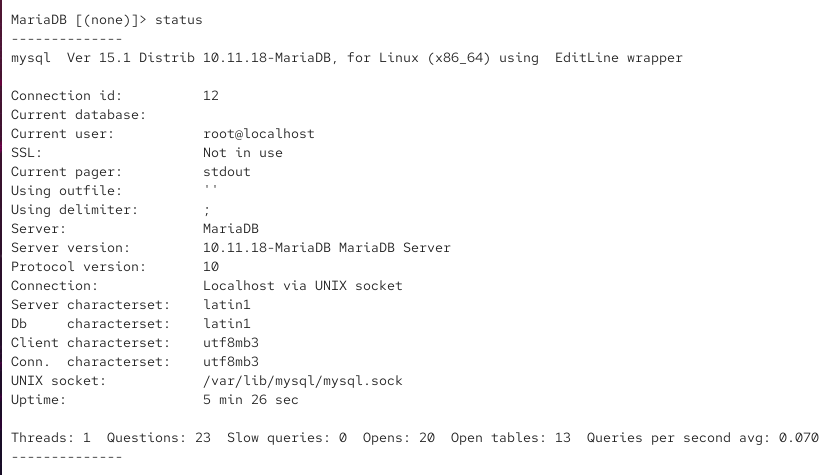 MariaDB [(none)]> status
--------------
mysql  Ver 15.1 Distrib 10.11.18-MariaDB, for Linux (x86_64) using  EditLine wrapper

Connection id:          12
Current database:
Current user:           root@localhost
SSL:                    Not in use
Current pager:          stdout
Using outfile:          ''
Using delimiter:        ;
Server:                 MariaDB
Server version:         10.11.18-MariaDB MariaDB Server
Protocol version:       10
Connection:             Localhost via UNIX socket
Server characterset:    latin1
Db     characterset:    latin1
Client characterset:    utf8mb3
Conn.  characterset:    utf8mb3
UNIX socket:            /var/lib/mysql/mysql.sock
Uptime:                 5 min 26 sec

Threads: 1  Questions: 23  Slow queries: 0  Opens: 20  Open tables: 13  Queries per second avg: 0.070
--------------